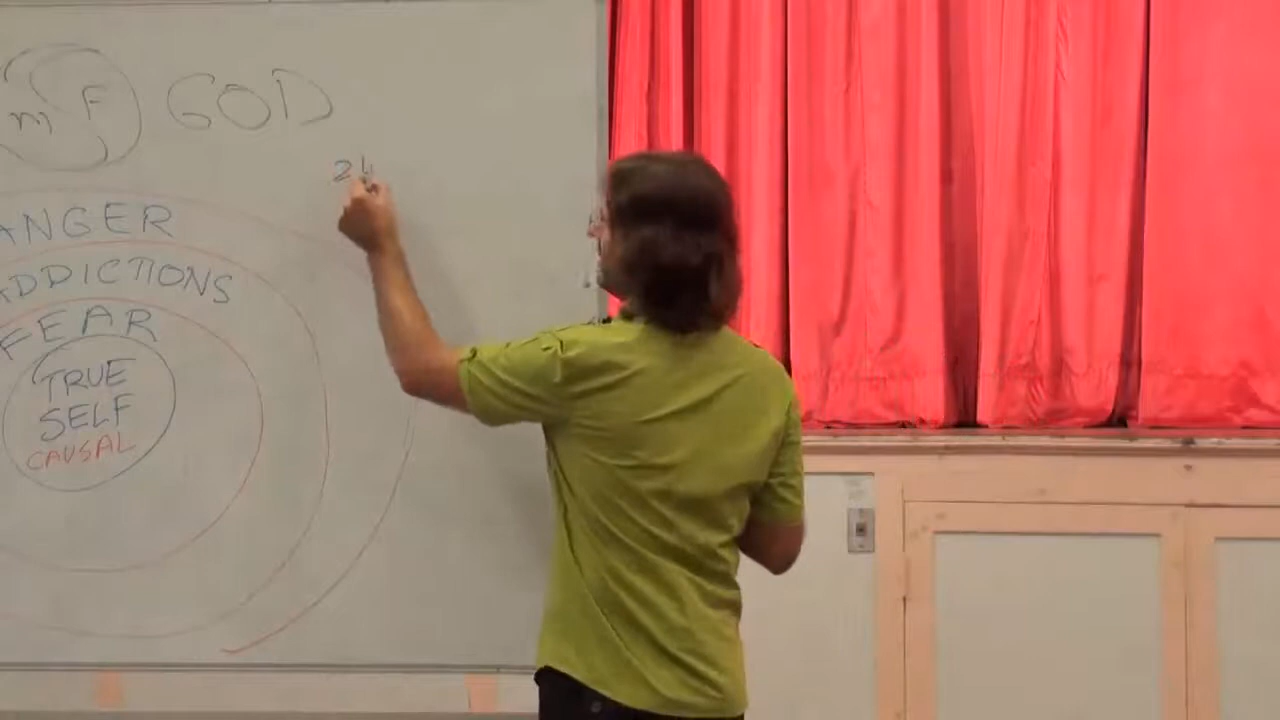 m F GOD
24
ANGER
ADDICTIONS
FEAR
TRUE
SELF
CAUSAL